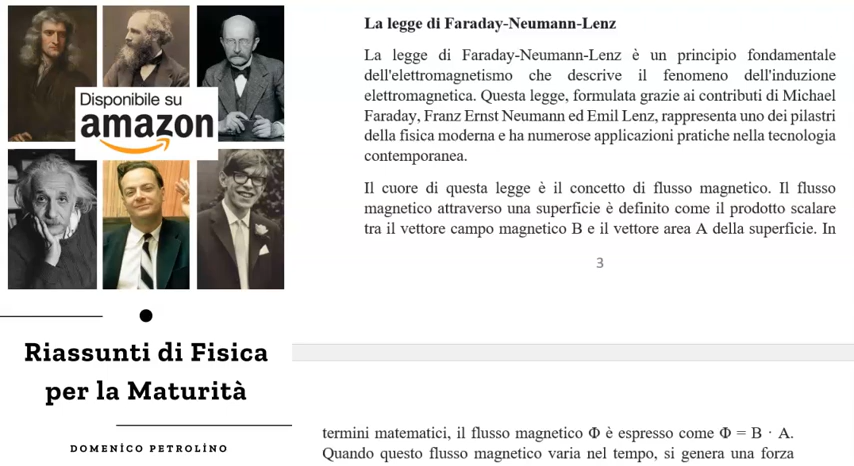 Disponibile su
amazon
Riassunti di Fisica
per la Maturità
DOMENİCO PETROLİNO
La legge di Faraday-Neumann-Lenz
La legge di Faraday-Neumann-Lenz è un principio fondamentale
dell'elettromagnetismo che descrive il fenomeno dell'induzione
elettromagnetica. Questa legge, formulata grazie ai contributi di Michael
Faraday, Franz Ernst Neumann ed Emil Lenz, rappresenta uno dei pilastri
della fisica moderna e ha numerose applicazioni pratiche nella tecnologia
contemporanea.
Il cuore di questa legge è il concetto di flusso magnetico. Il flusso
magnetico attraverso una superficie è definito come il prodotto scalare
tra il vettore campo magnetico B e il vettore area A della superficie. In
3
termini matematici, il flusso magnetico Φ è espresso come Φ = B · A.
Quando questo flusso magnetico varia nel tempo, si genera una forza